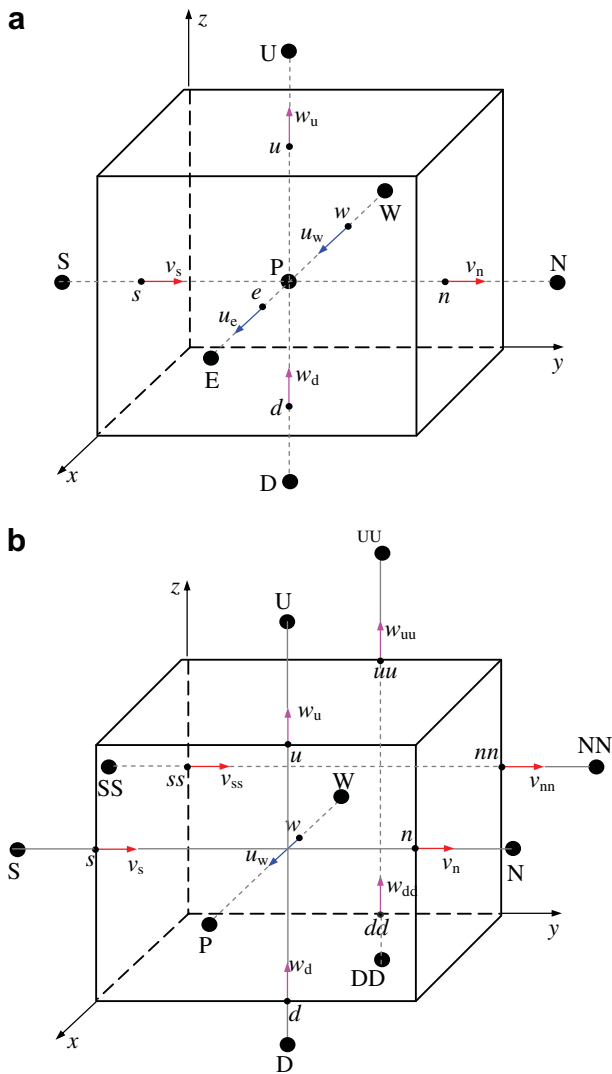 a
z
U
w_u
u
W
w
u_w
S
v_s
s
P
v_n
n
N
e
u_e
E
w_d
d
y
x
D
b
UU
z
U
w_uu
uu
w_u
u
nn
NN
SS
ss
v_ss
W
v_nn
w
n
S
s
v_s
u_w
v_n
N
w_dd
P
dd
y
DD
w_d
d
x
D